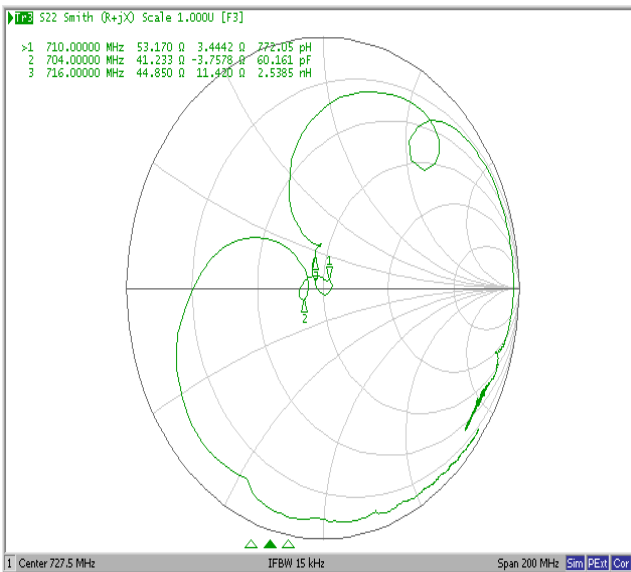 Tr3 S22 Smith (R+jX) Scale 1.000U [F3]
>1 710.00000 MHz 53.170 Ω 3.4442 Ω 772.05 pH
2 704.00000 MHz 41.233 Ω -3.7578 Ω 60.161 pF
3 716.00000 MHz 44.850 Ω 11.420 Ω 2.5385 nH
1
2
1 Center 727.5 MHz IFBW 15 kHz Span 200 MHz Sim PExt Cor